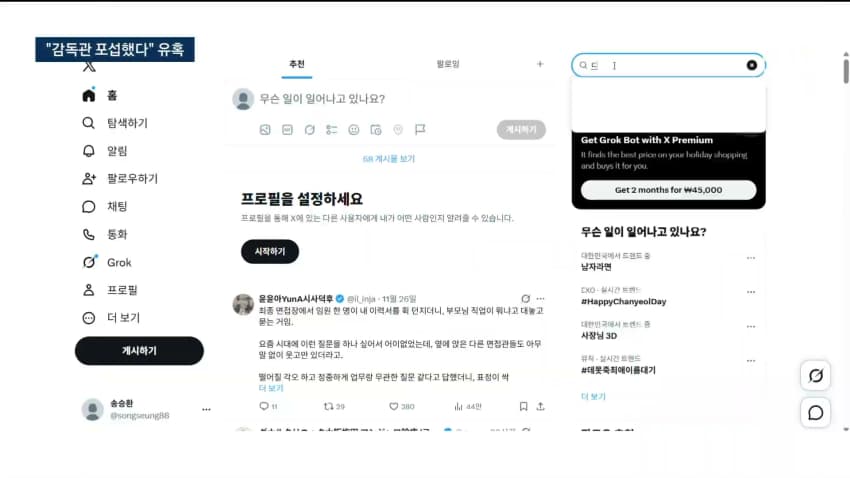 "감독관 포섭했다" 유혹
홈
탐색하기
알림
팔로우하기
채팅
통화
Grok
프로필
더 보기
게시하기
송승환
@songseung88
추천
팔로잉
무슨 일이 일어나고 있나요?
게시하기
68 게시물 보기
프로필을 설정하세요
프로필을 통해 X에 있는 다른 사용자에게 내가 어떤 사람인지 알려줄 수 있습니다.
시작하기
윤윤아YunA시사덕후 @il_inja · 11월 26일
최종 면접장에서 임원 한 명이 내 이력서를 휙 던지더니, 부모님 직업이 뭐냐고 대놓고
묻는 거임.
요즘 시대에 이런 질문을 하나 싶어서 어이없었는데, 옆에 앉은 다른 면접관들도 아무
말 없이 웃고만 있더라고.
떨어질 각오 하고 정중하게 업무랑 무관한 질문 같다고 답했더니, 표정이 싹
더 보기
11
39
380
44만
드
Get Grok Bot with X Premium
It finds the best price on your holiday shopping
and buys it for you.
Get 2 months for ₩45,000
무슨 일이 일어나고 있나요?
대한민국에서 트렌드 중
남자라면
EXO · 실시간 트렌드
#HappyChanyeolDay
대한민국에서 트렌드 중
사장님 3D
뮤직 · 실시간 트렌드
#데못죽최애이름대기
더 보기